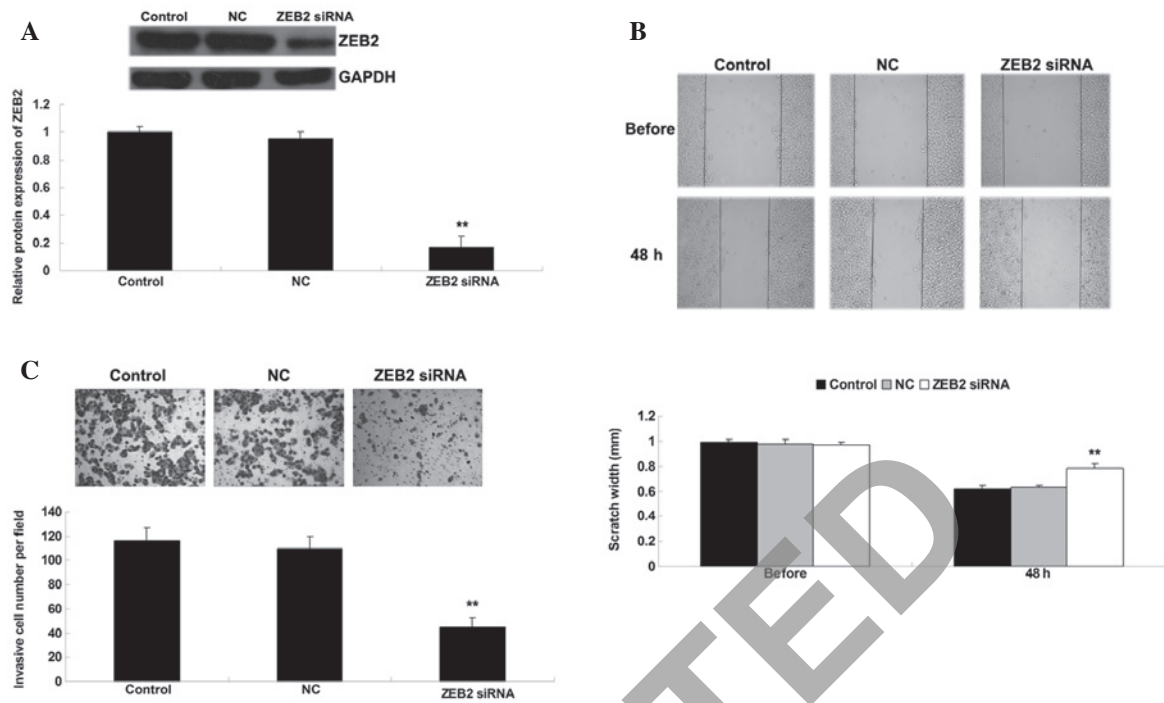 A
Control NC ZEB2 siRNA
ZEB2
GAPDH
Relative protein expression of ZEB2
1.2
1
0.8
0.6
0.4
0.2
0
**
Control NC ZEB2 siRNA
B
Control NC ZEB2 siRNA
Before
48 h
Control NC ZEB2 siRNA
Scratch width (mm)
1.2
1
0.8
0.6
0.4
0.2
0
**
Before 48 h
C
Control NC ZEB2 siRNA
Invasive cell number per field
140
120
100
80
60
40
20
0
**
Control NC ZEB2 siRNA
TED